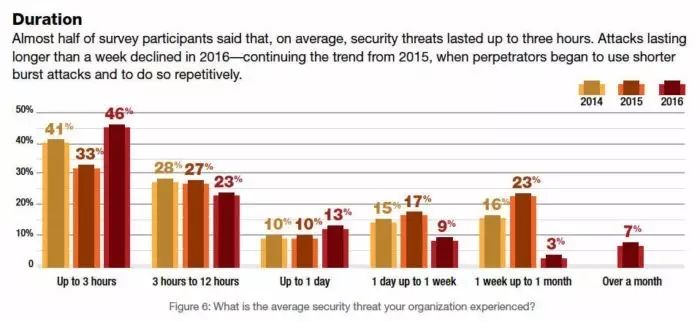 Duration
Almost half of survey participants said that, on average, security threats lasted up to three hours. Attacks lasting
longer than a week declined in 2016—continuing the trend from 2015, when perpetrators began to use shorter
burst attacks and to do so repetitively.
2014 2015 2016
50%
40%
30%
20%
10%
0
41% 33% 46%
28% 27% 23%
10% 10% 13%
15% 17% 9%
16% 23% 3%
7%
Up to 3 hours 3 hours to 12 hours Up to 1 day 1 day up to 1 week 1 week up to 1 month Over a month
Figure 6: What is the average security threat your organization experienced?